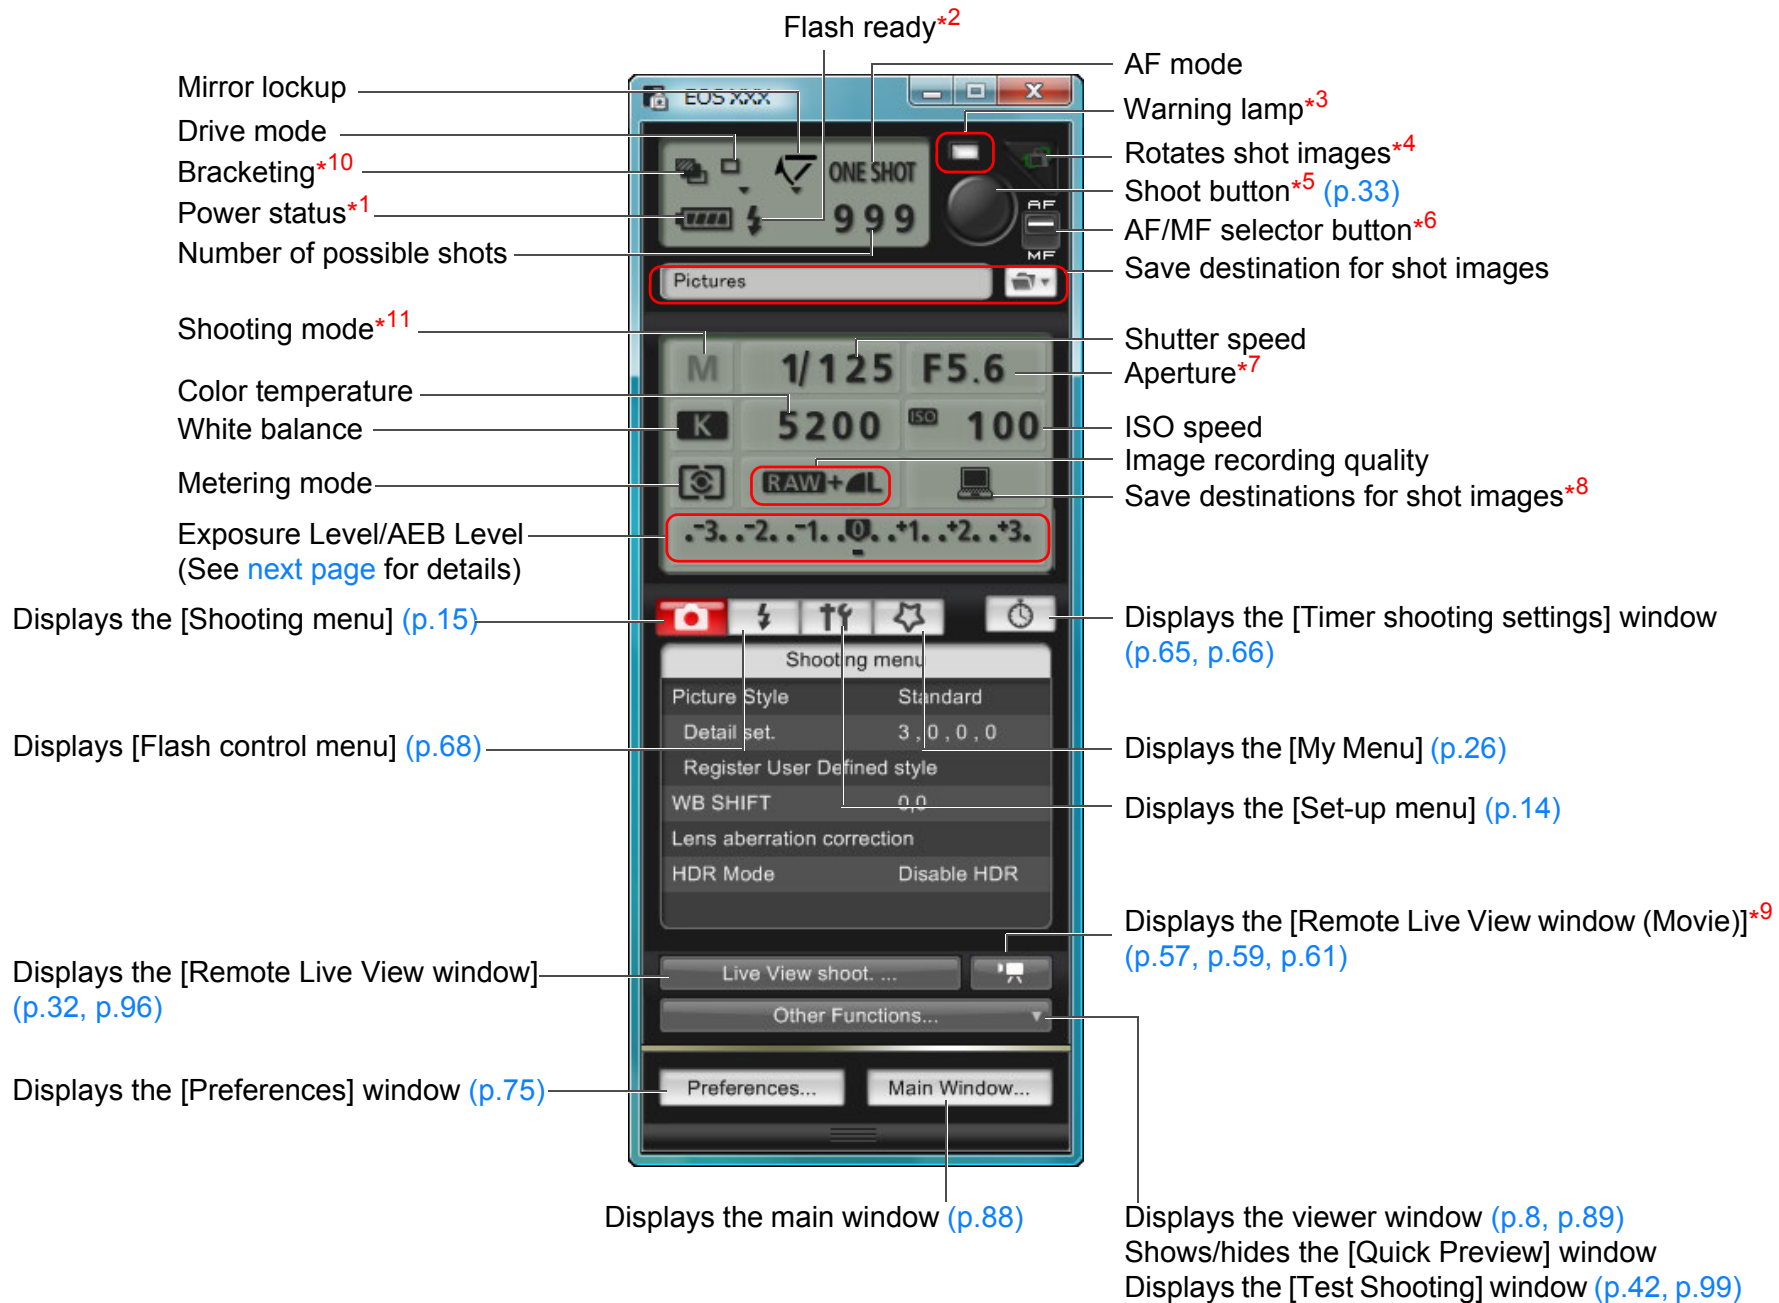 Flash ready*2
Mirror lockup
Drive mode
Bracketing*10
Power status*1
Number of possible shots
Shooting mode*11
Color temperature
White balance
Metering mode
Exposure Level/AEB Level
(See next page for details)
Displays the [Shooting menu] (p.15)
Displays [Flash control menu] (p.68)
Displays the [Remote Live View window]
(p.32, p.96)
Displays the [Preferences] window (p.75)
EOS XXX
ONE SHOT
999
AF
MF
Pictures
M
1/125
F5.6
K
5200
ISO 100
RAW+L
.-3. .-2. .-1. .0. .+1. .+2. .+3.
Shooting menu
Picture Style Standard
Detail set. 3 , 0 , 0 , 0
Register User Defined style
WB SHIFT 0,0
Lens aberration correction
HDR Mode Disable HDR
Live View shoot. ...
Other Functions...
Preferences...
Main Window...
AF mode
Warning lamp*3
Rotates shot images*4
Shoot button*5 (p.33)
AF/MF selector button*6
Save destination for shot images
Shutter speed
Aperture*7
ISO speed
Image recording quality
Save destinations for shot images*8
Displays the [Timer shooting settings] window
(p.65, p.66)
Displays the [My Menu] (p.26)
Displays the [Set-up menu] (p.14)
Displays the [Remote Live View window (Movie)]*9
(p.57, p.59, p.61)
Displays the main window (p.88)
Displays the viewer window (p.8, p.89)
Shows/hides the [Quick Preview] window
Displays the [Test Shooting] window (p.42, p.99)